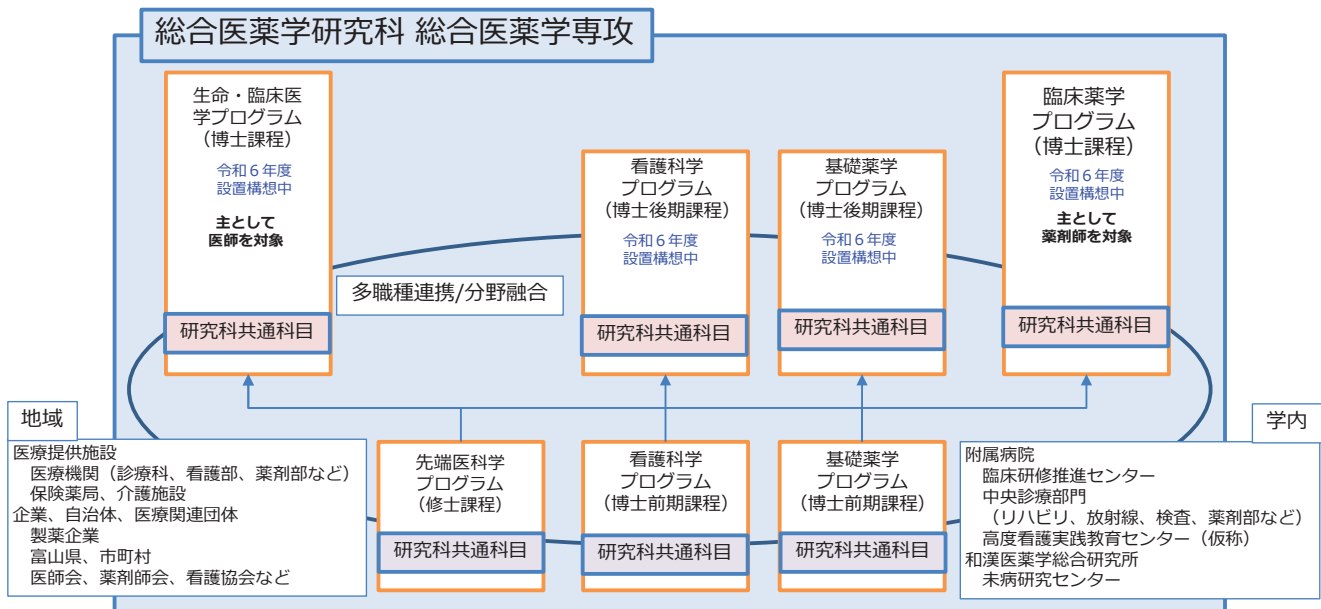 総合医薬学研究科 総合医薬学専攻
生命・臨床医
学プログラム
(博士課程)
令和６年度
設置構想中
主として
医師を対象
研究科共通科目
看護科学
プログラム
(博士後期課程)
令和６年度
設置構想中
研究科共通科目
基礎薬学
プログラム
(博士後期課程)
令和６年度
設置構想中
研究科共通科目
臨床薬学
プログラム
(博士課程)
令和６年度
設置構想中
主として
薬剤師を対象
研究科共通科目
多職種連携/分野融合
地域
医療提供施設
医療機関（診療科、看護部、薬剤部など）
保険薬局、介護施設
企業、自治体、医療関連団体
製薬企業
富山県、市町村
医師会、薬剤師会、看護協会など
先端医科学
プログラム
(修士課程)
研究科共通科目
看護科学
プログラム
(博士前期課程)
研究科共通科目
基礎薬学
プログラム
(博士前期課程)
研究科共通科目
学内
附属病院
臨床研修推進センター
中央診療部門
（リハビリ、放射線、検査、薬剤部など）
高度看護実践教育センター（仮称）
和漢医薬学総合研究所
未病研究センター